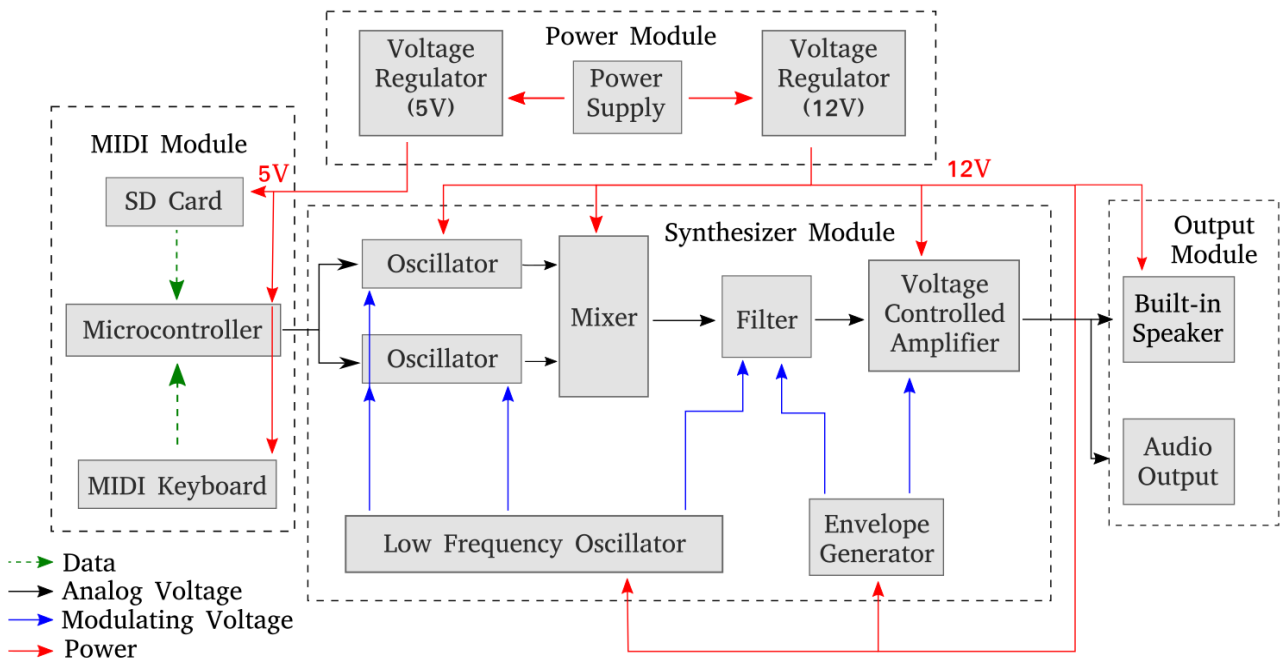 Power Module
Voltage
Regulator
(5V)
Power
Supply
Voltage
Regulator
(12V)
MIDI Module
5V
SD Card
Microcontroller
MIDI Keyboard
12V
Synthesizer Module
Oscillator
Oscillator
Mixer
Filter
Voltage
Controlled
Amplifier
Low Frequency Oscillator
Envelope
Generator
Output
Module
Built-in
Speaker
Audio
Output
Data
Analog Voltage
Modulating Voltage
Power